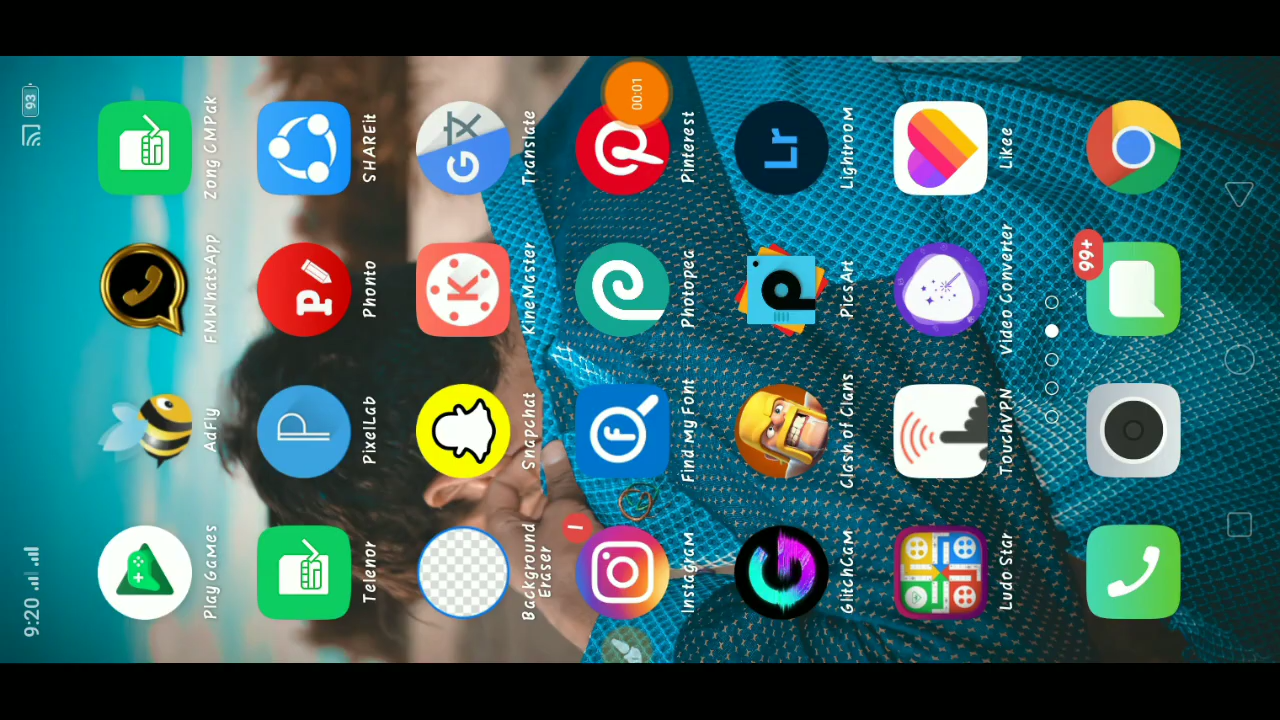 9:20
93
Play Games
AdFly
FMWhatsApp
Zong CMPak
Telenor
PixelLab
Phonto
SHAREit
Background
Eraser
Snapchat
KineMaster
Translate
Instagram
Find My Font
Photopea
Pinterest
GlitchCam
Clash of Clans
PicsArt
Lightroom
Ludo Star
TouchVPN
Video Converter
Likee
00:01
1
99+
Lr